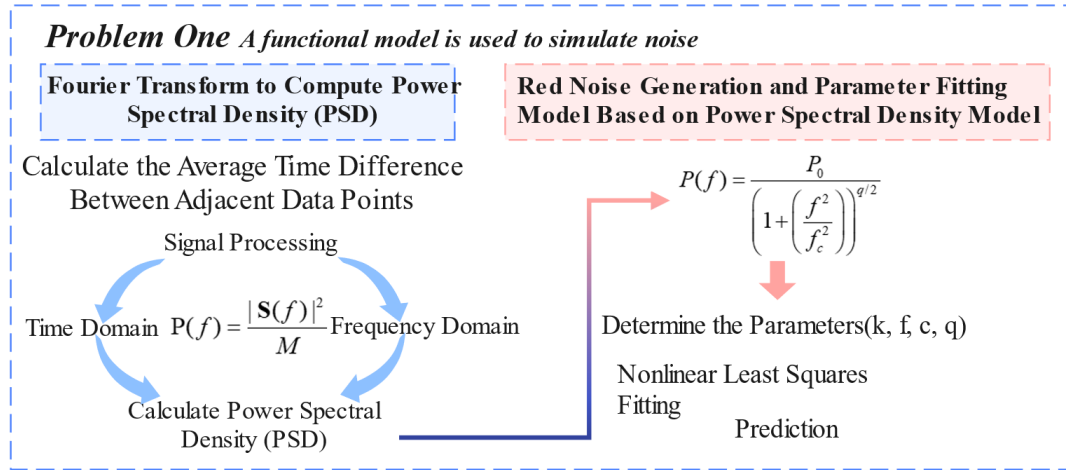 Problem One A functional model is used to simulate noise
Fourier Transform to Compute Power
Spectral Density (PSD)
Calculate the Average Time Difference
Between Adjacent Data Points
Signal Processing
Time Domain
P(f) = |S(f)|² / M
Frequency Domain
Calculate Power Spectral
Density (PSD)
Red Noise Generation and Parameter Fitting
Model Based on Power Spectral Density Model
P(f) = P₀ / (1+(f²/f_c²))^{q/2}
Determine the Parameters(k, f, c, q)
Nonlinear Least Squares
Fitting
Prediction